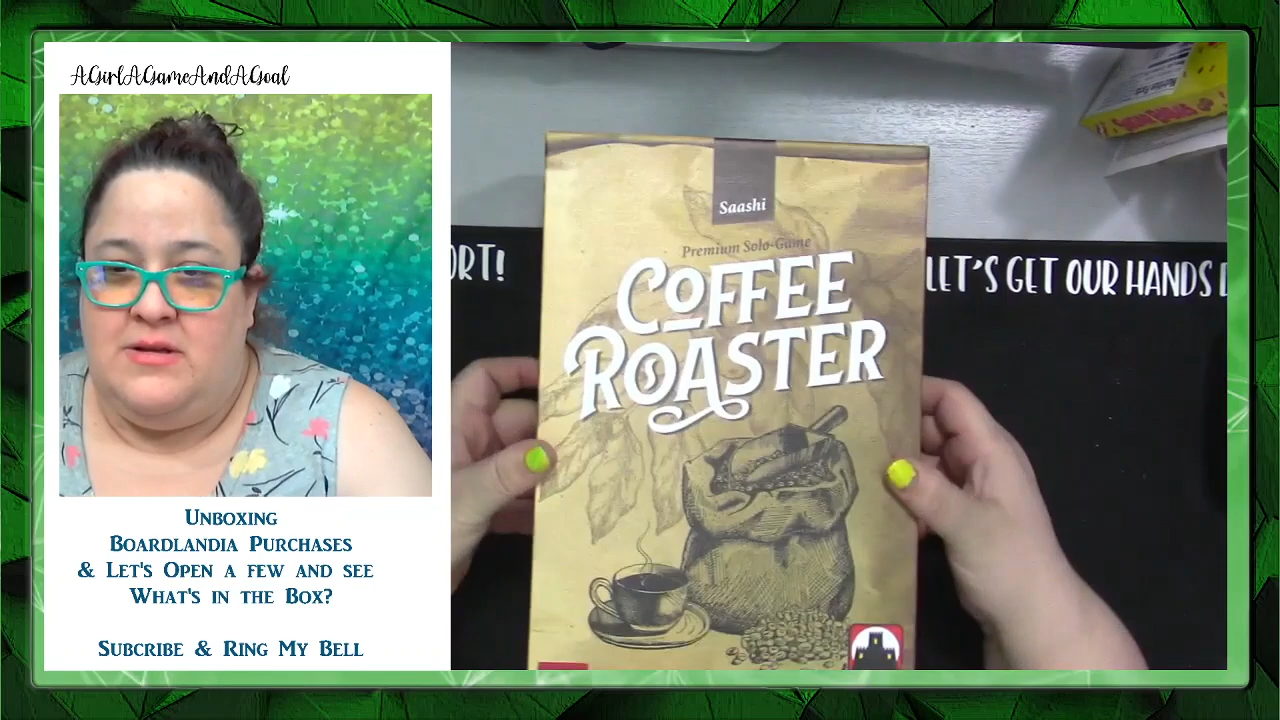 AGirlAGameAndAGoal
Unboxing
Boardlandia Purchases
& Let's Open a few and see
What's in the Box?
Subcribe & Ring My Bell
ORT!
Saashi
Premium Solo-Game
COFFEE
ROASTER
LET'S GET OUR HANDS